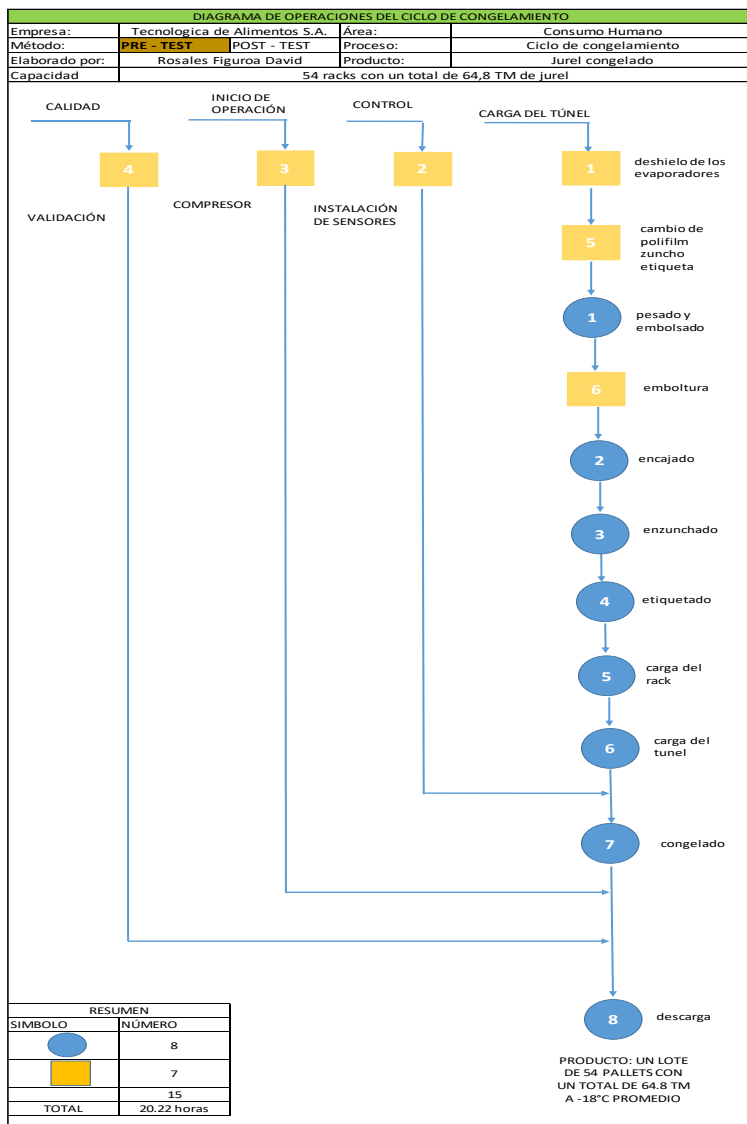 DIAGRAMA DE OPERACIONES DEL CICLO DE CONGELAMIENTO
Empresa: Tecnologica de Alimentos S.A. Área: Consumo Humano
Método: PRE - TEST POST - TEST Proceso: Ciclo de congelamiento
Elaborado por: Rosales Figuroa David Producto: Jurel congelado
Capacidad 54 racks con un total de 64,8 TM de jurel
CALIDAD
4
VALIDACIÓN
INICIO DE
OPERACIÓN
3
COMPRESOR
CONTROL
2
INSTALACIÓN
DE SENSORES
CARGA DEL TÚNEL
1
deshielo de los
evaporadores
5
cambio de
polifilm
zuncho
etiqueta
1
pesado y
embolsado
6
emboltura
2
encajado
3
enzunchado
4
etiquetado
5
carga del
rack
6
carga del
tunel
7
congelado
8
descarga
PRODUCTO: UN LOTE
DE 54 PALLETS CON
UN TOTAL DE 64.8 TM
A -18°C PROMEDIO
RESUMEN
SIMBOLO NÚMERO
8
7
15
TOTAL 20.22 horas